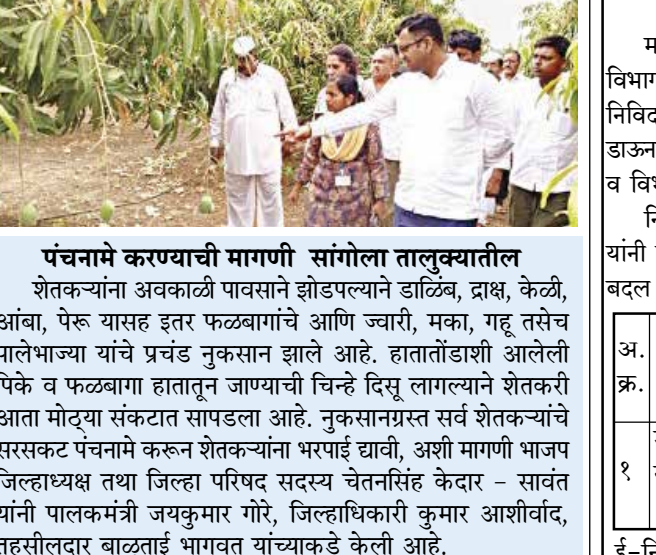 पंचनामे करण्याची मागणी सांगोला तालुक्यातील
शेतकऱ्यांना अवकाळी पावसाने झोडपल्याने डाळिंब, द्राक्ष, केळी,
आंबा, पेरू यासह इतर फळबागांचे आणि ज्वारी, मका, गहू तसेच
पालेभाज्या यांचे प्रचंड नुकसान झाले आहे. हातातोंडाशी आलेली
पिके व फळबागा हातातून जाण्याची चिन्हे दिसू लागल्याने शेतकरी
आता मोठ्या संकटात सापडला आहे. नुकसानग्रस्त सर्व शेतकऱ्यांचे
सरसकट पंचनामे करून शेतकऱ्यांना भरपाई द्यावी, अशी मागणी भाजप
जिल्हाध्यक्ष तथा जिल्हा परिषद सदस्य चेतनसिंह केदार – सावंत
यांनी पालकमंत्री जयकुमार गोरे, जिल्हाधिकारी कुमार आशीर्वाद,
तहसीलदार बाळताई भागवत यांच्याकडे केली आहे.
विभाग
निविद
डाऊन
व विभ
नि
यांनी
बदल
अ.
क्र.
१